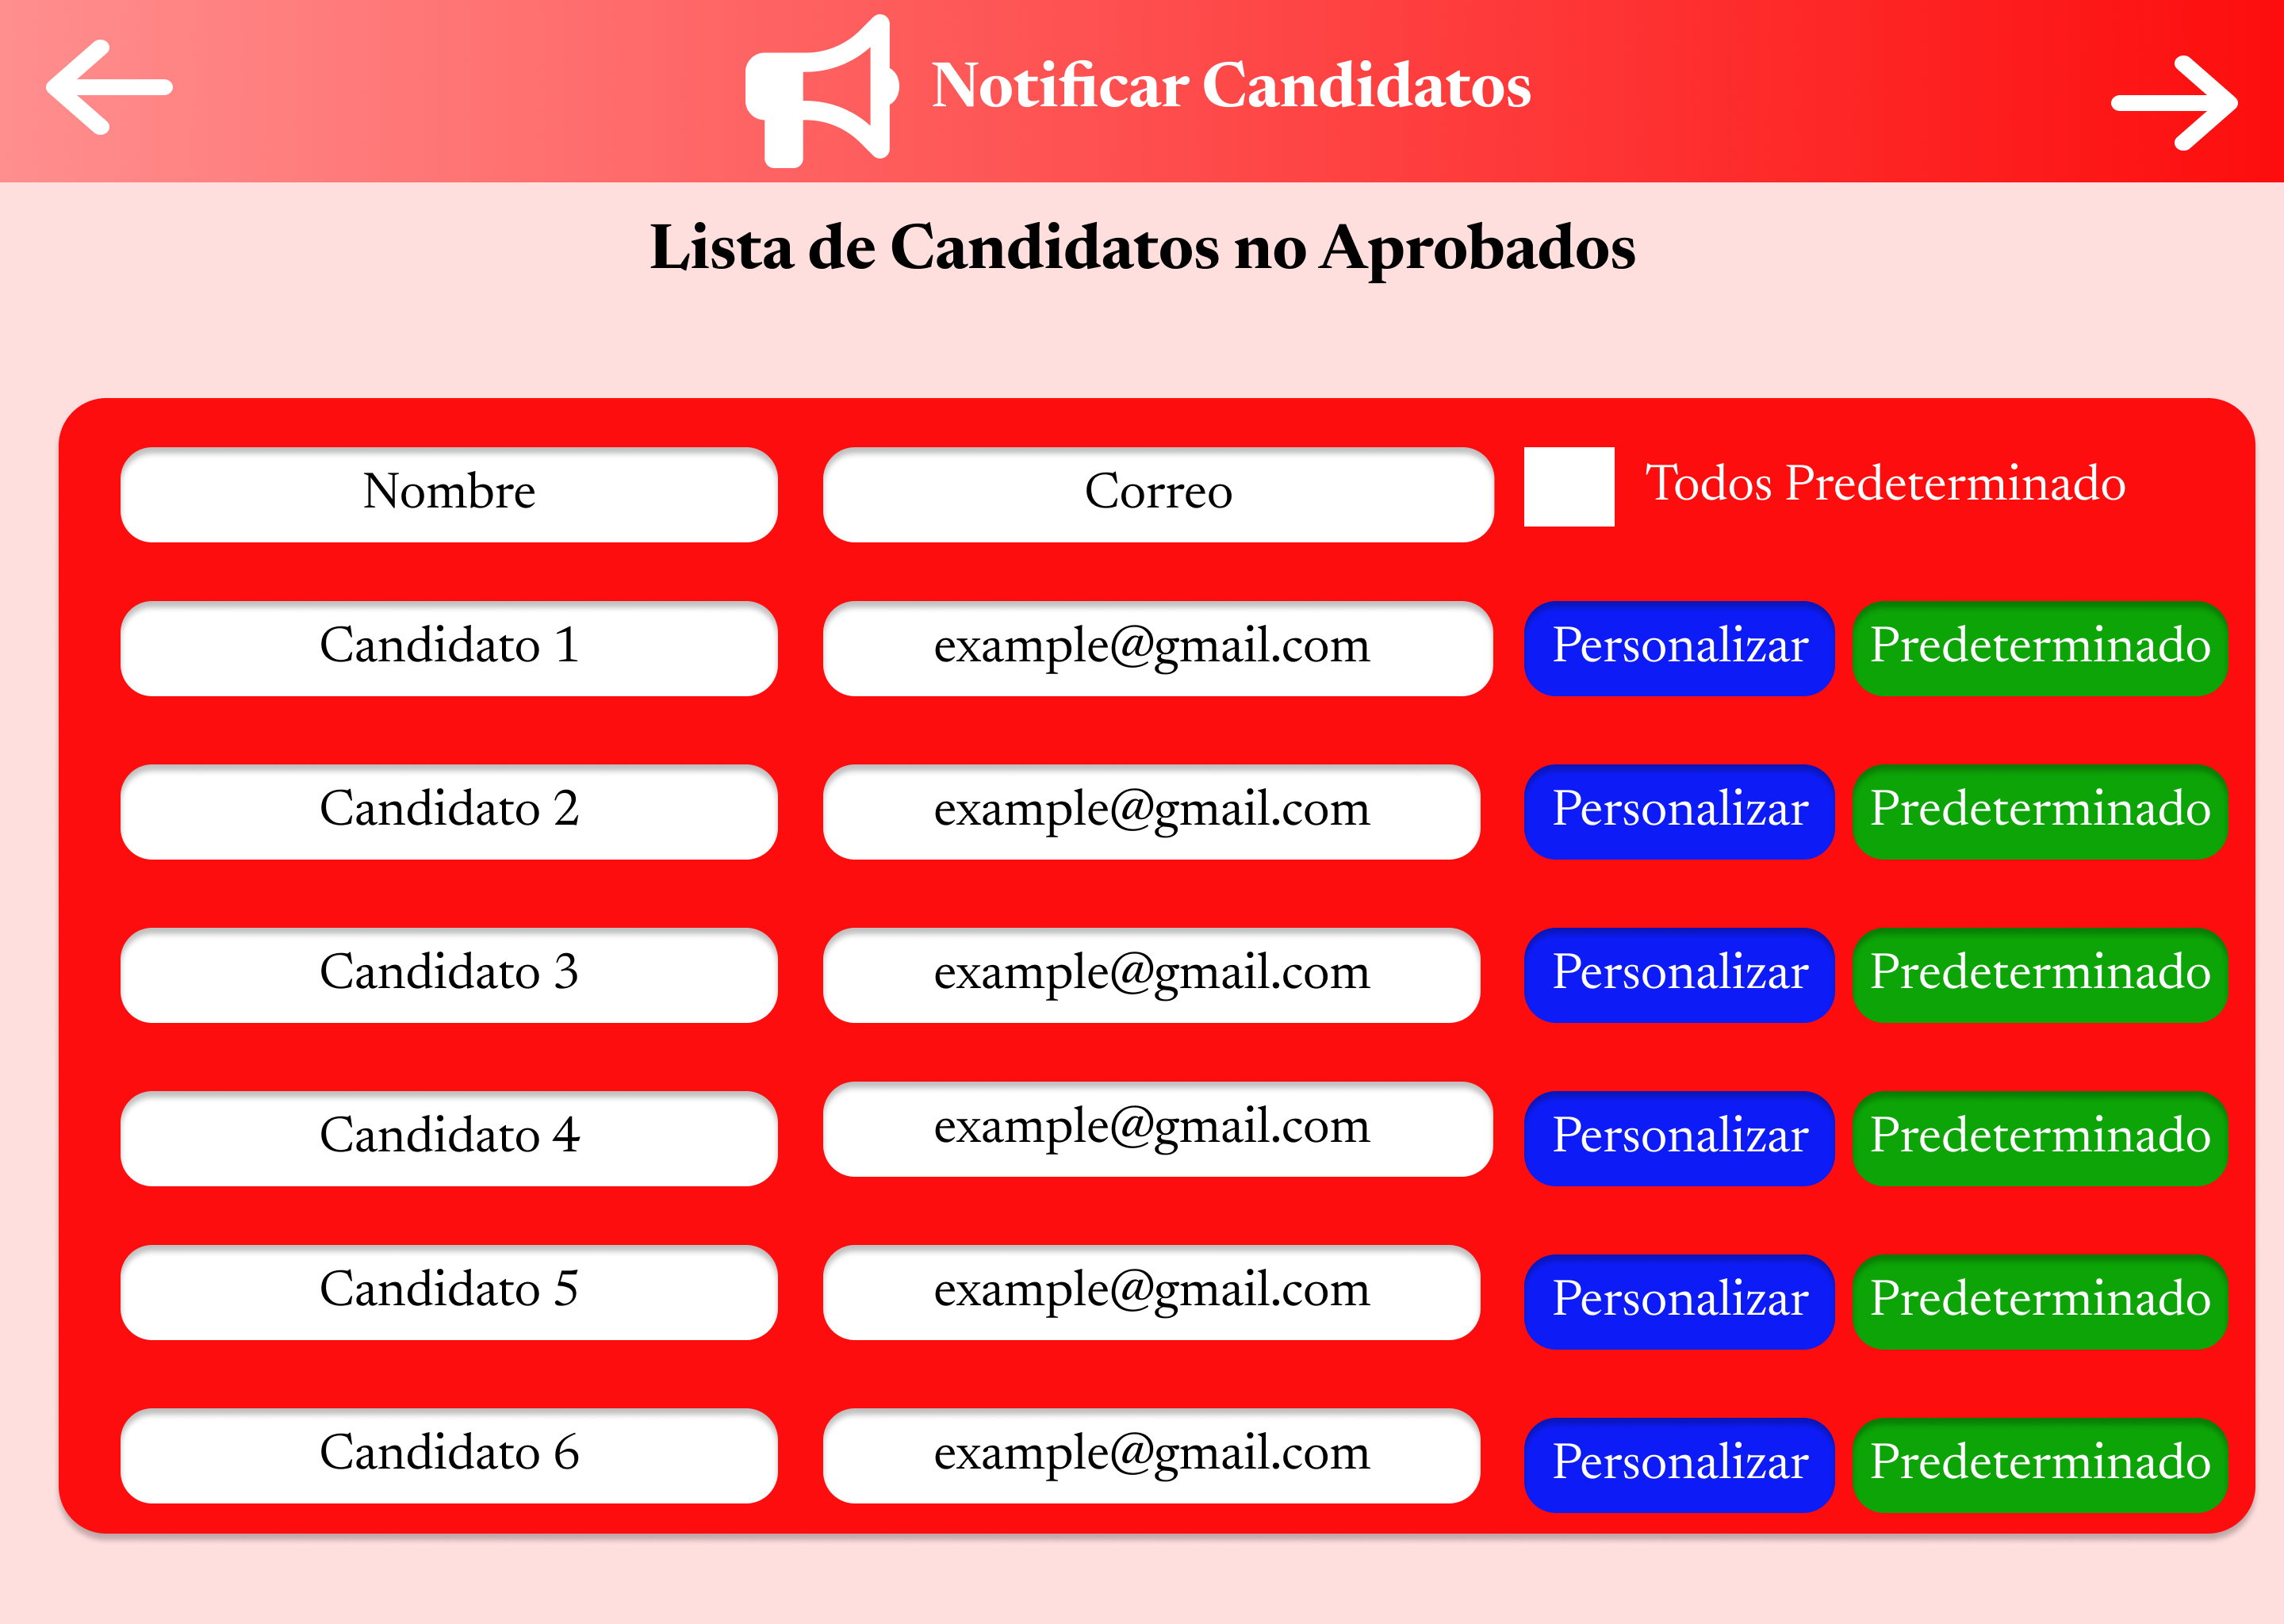 Notificar Candidatos
Lista de Candidatos no Aprobados
Nombre Correo Todos Predeterminado
Candidato 1 example@gmail.com Personalizar Predeterminado
Candidato 2 example@gmail.com Personalizar Predeterminado
Candidato 3 example@gmail.com Personalizar Predeterminado
Candidato 4 example@gmail.com Personalizar Predeterminado
Candidato 5 example@gmail.com Personalizar Predeterminado
Candidato 6 example@gmail.com Personalizar Predeterminado